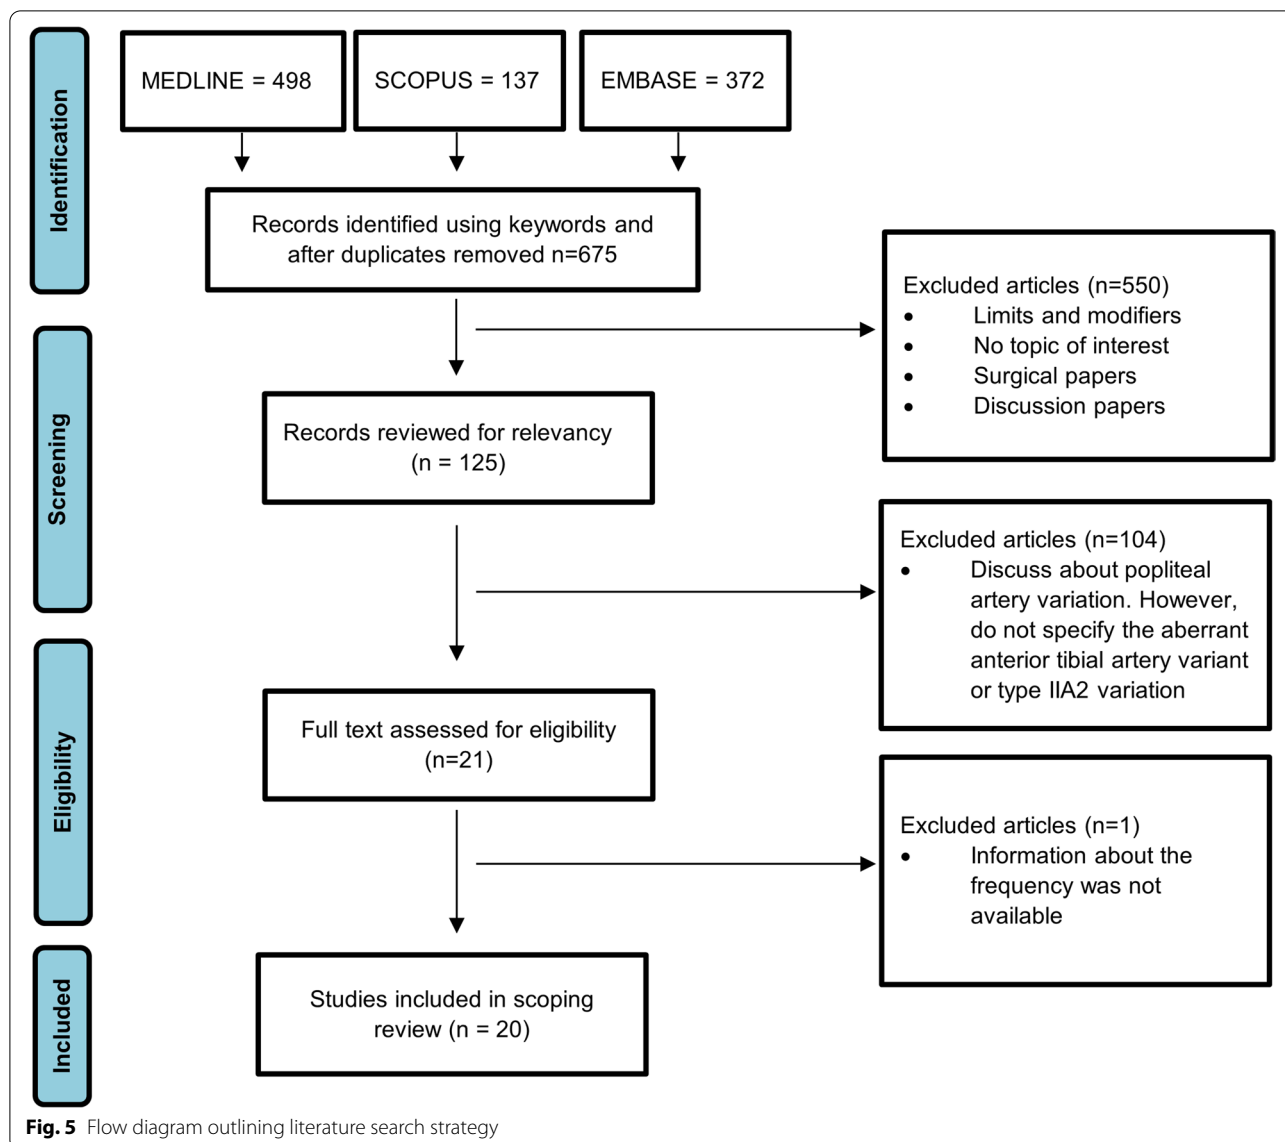 Identification
MEDLINE = 498
SCOPUS = 137
EMBASE = 372
Records identified using keywords and
after duplicates removed n=675
Excluded articles (n=550)
• Limits and modifiers
• No topic of interest
• Surgical papers
• Discussion papers
Screening
Records reviewed for relevancy
(n = 125)
Excluded articles (n=104)
• Discuss about popliteal
artery variation. However,
do not specify the aberrant
anterior tibial artery variant
or type IIA2 variation
Eligibility
Full text assessed for eligibility
(n=21)
Excluded articles (n=1)
• Information about the
frequency was not
available
Included
Studies included in scoping
review (n = 20)
Fig. 5 Flow diagram outlining literature search strategy